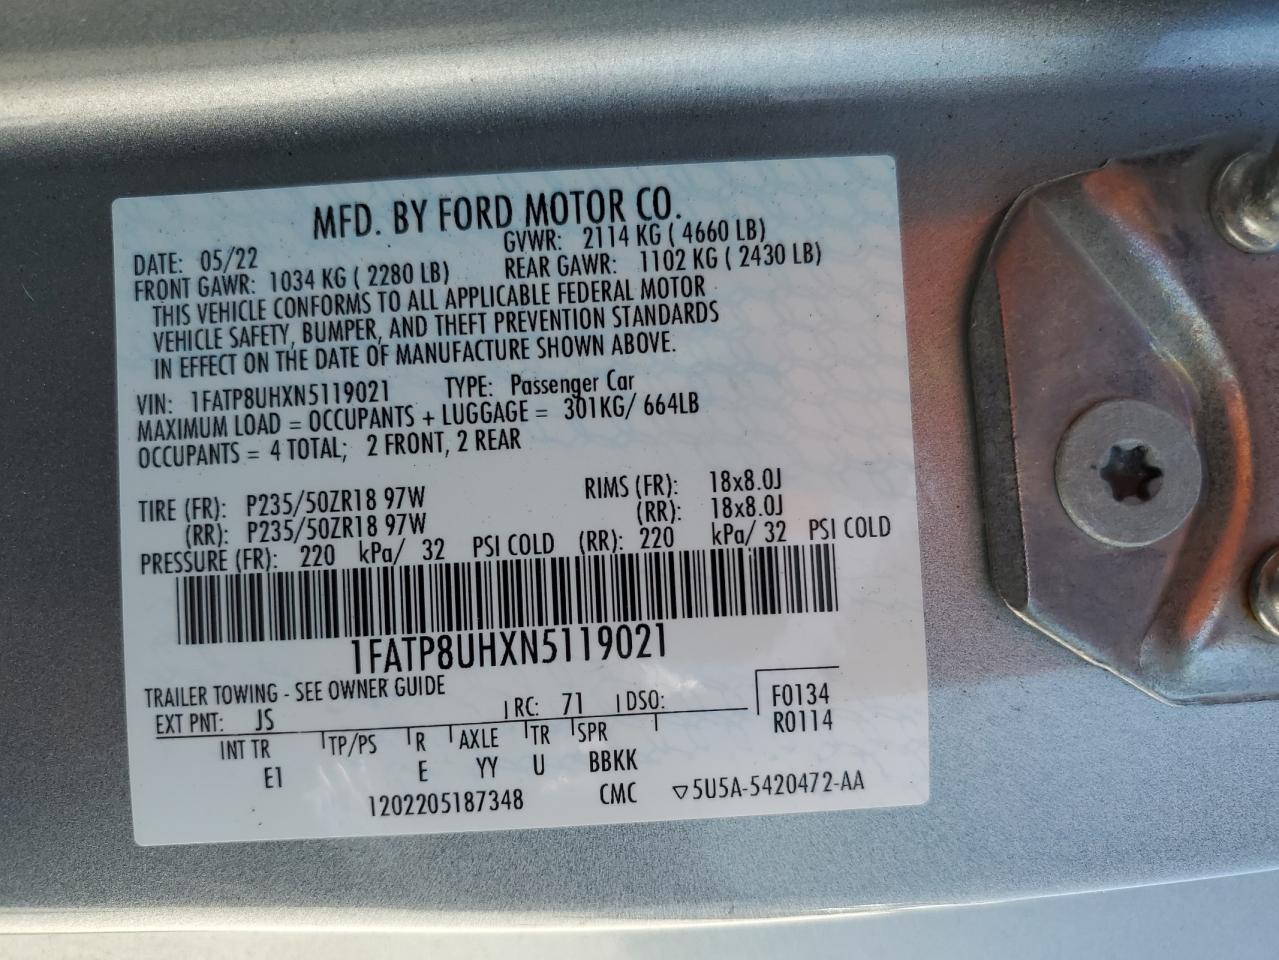 MFD. BY FORD MOTOR CO.
DATE: 05/22 GVWR: 2114 KG ( 4660 LB)
FRONT GAWR: 1034 KG ( 2280 LB) REAR GAWR: 1102 KG ( 2430 LB)
THIS VEHICLE CONFORMS TO ALL APPLICABLE FEDERAL MOTOR
VEHICLE SAFETY, BUMPER, AND THEFT PREVENTION STANDARDS
IN EFFECT ON THE DATE OF MANUFACTURE SHOWN ABOVE.
VIN: 1FATP8UHXN5119021 TYPE: Passenger Car
MAXIMUM LOAD = OCCUPANTS + LUGGAGE = 301KG/ 664LB
OCCUPANTS = 4 TOTAL; 2 FRONT, 2 REAR
TIRE (FR): P235/50ZR18 97W RIMS (FR): 18x8.0J
(RR): P235/50ZR18 97W (RR): 18x8.0J
PRESSURE (FR): 220 kPa/ 32 PSI COLD (RR): 220 kPa/ 32 PSI COLD
1FATP8UHXN5119021
TRAILER TOWING - SEE OWNER GUIDE
EXT PNT: JS RC: 71 DSO: F0134
R0114
INT TR TP/PS R AXLE TR SPR
E1 E YY U BBKK
1202205187348 CMC ▽5U5A-5420472-AA